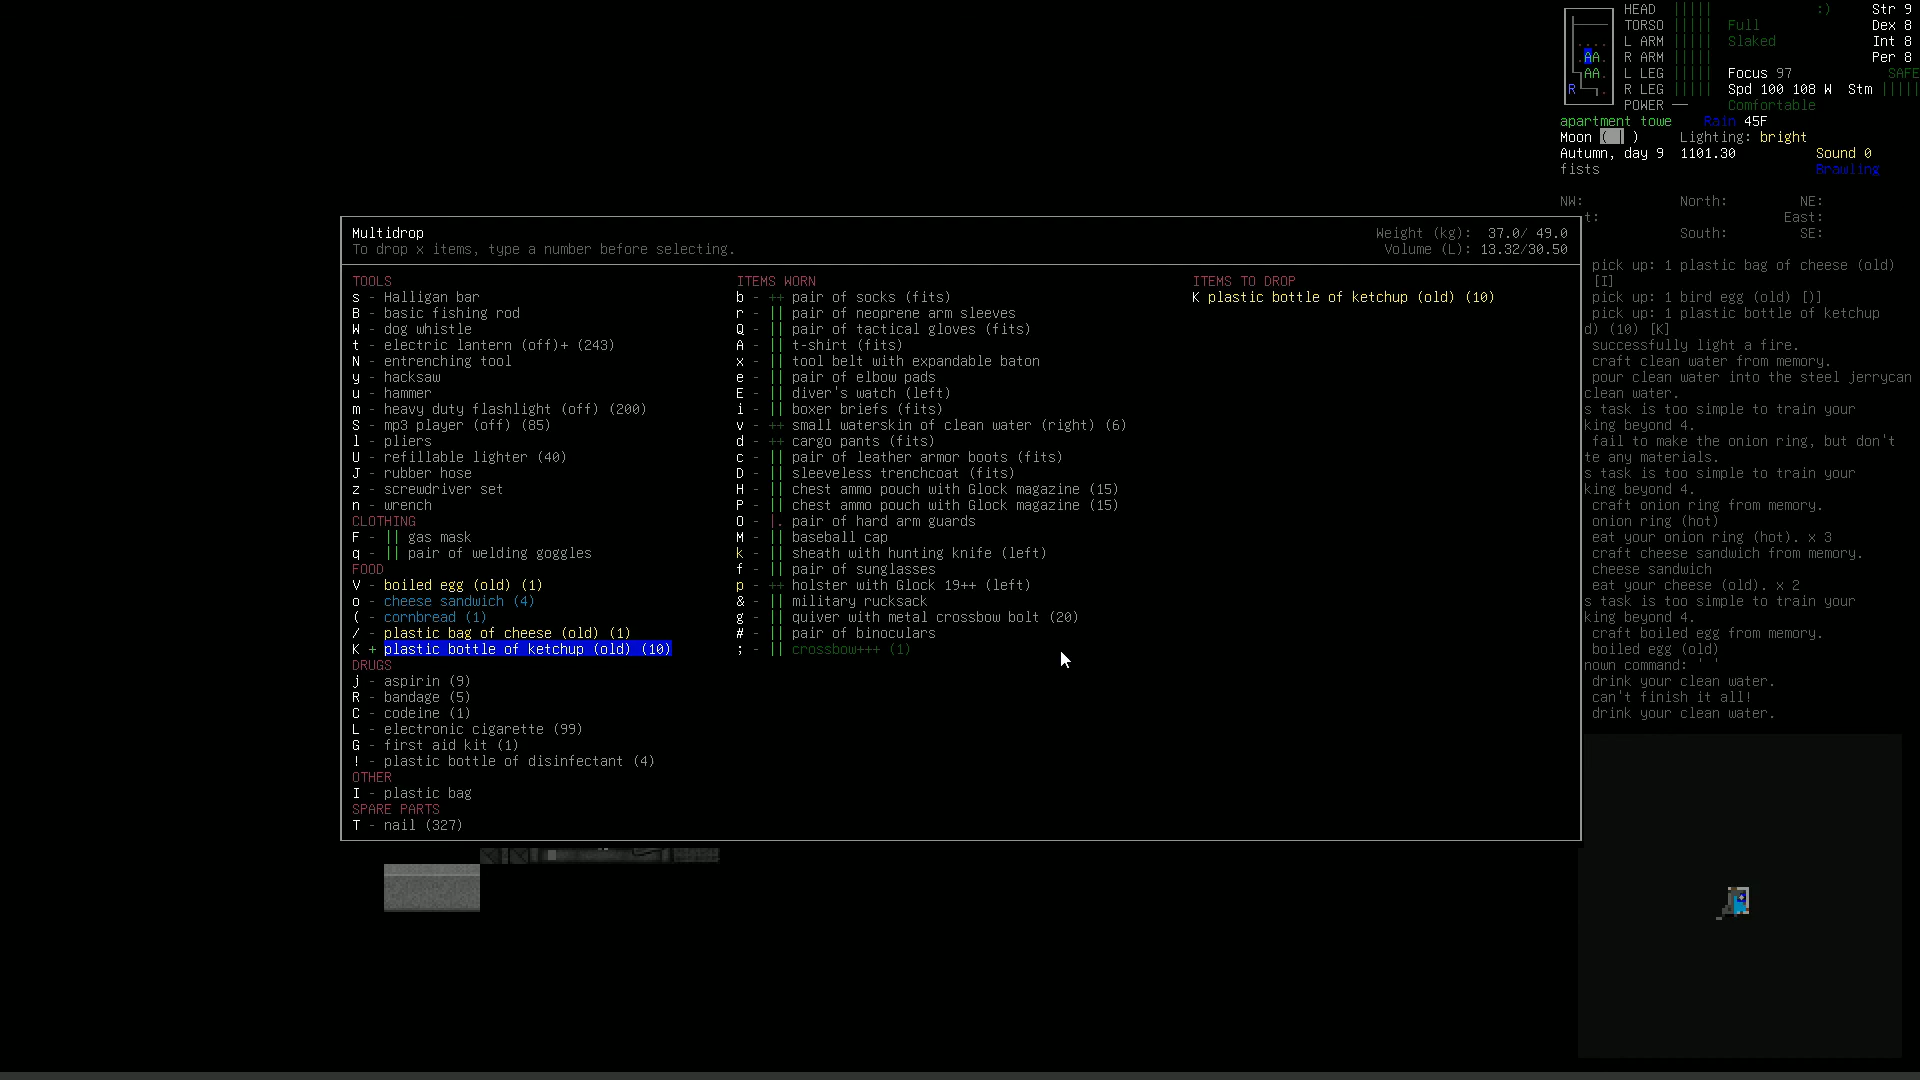 HEAD ||||| :) Str 9
TORSO ||||| Full Dex 8
L ARM ||||| Slaked Int 8
R ARM ||||| Per 8
L LEG ||||| Focus 97 SAFE
R LEG ||||| Spd 100 108 W Stm |||||
POWER — Comfortable
AA
AA
R
apartment towe Rain 45F
Moon ( | ) Lighting: bright
Autumn, day 9 1101.30 Sound 0
fists Brawling
NW: North: NE:
t: East:
South: SE:
Multidrop
To drop x items, type a number before selecting.
Weight (kg): 37.0/ 49.0
Volume (L): 13.32/30.50
TOOLS
s - Halligan bar
B - basic fishing rod
W - dog whistle
t - electric lantern (off)+ (243)
N - entrenching tool
y - hacksaw
u - hammer
m - heavy duty flashlight (off) (200)
S - mp3 player (off) (85)
l - pliers
U - refillable lighter (40)
J - rubber hose
z - screwdriver set
n - wrench
CLOTHING
F - || gas mask
q - || pair of welding goggles
FOOD
V - boiled egg (old) (1)
o - cheese sandwich (4)
( - cornbread (1)
/ - plastic bag of cheese (old) (1)
K + plastic bottle of ketchup (old) (10)
DRUGS
j - aspirin (9)
R - bandage (5)
C - codeine (1)
L - electronic cigarette (99)
G - first aid kit (1)
! - plastic bottle of disinfectant (4)
OTHER
I - plastic bag
SPARE PARTS
T - nail (327)
ITEMS WORN
b - ++ pair of socks (fits)
r - || pair of neoprene arm sleeves
Q - || pair of tactical gloves (fits)
A - || t-shirt (fits)
x - || tool belt with expandable baton
e - || pair of elbow pads
E - || diver's watch (left)
i - || boxer briefs (fits)
v - ++ small waterskin of clean water (right) (6)
d - ++ cargo pants (fits)
c - || pair of leather armor boots (fits)
D - || sleeveless trenchcoat (fits)
H - || chest ammo pouch with Glock magazine (15)
P - || chest ammo pouch with Glock magazine (15)
O - |. pair of hard arm guards
M - || baseball cap
k - || sheath with hunting knife (left)
f - || pair of sunglasses
p - ++ holster with Glock 19++ (left)
& - || military rucksack
g - || quiver with metal crossbow bolt (20)
# - || pair of binoculars
; - || crossbow+++ (1)
ITEMS TO DROP
K plastic bottle of ketchup (old) (10)
pick up: 1 plastic bag of cheese (old)
[I]
pick up: 1 bird egg (old) [)]
pick up: 1 plastic bottle of ketchup
d) (10) [K]
successfully light a fire.
craft clean water from memory.
pour clean water into the steel jerrycan
clean water.
s task is too simple to train your
king beyond 4.
fail to make the onion ring, but don't
te any materials.
s task is too simple to train your
king beyond 4.
craft onion ring from memory.
onion ring (hot)
eat your onion ring (hot). x 3
craft cheese sandwich from memory.
cheese sandwich
eat your cheese (old). x 2
s task is too simple to train your
king beyond 4.
craft boiled egg from memory.
boiled egg (old)
nown command: ' '
drink your clean water.
can't finish it all!
drink your clean water.